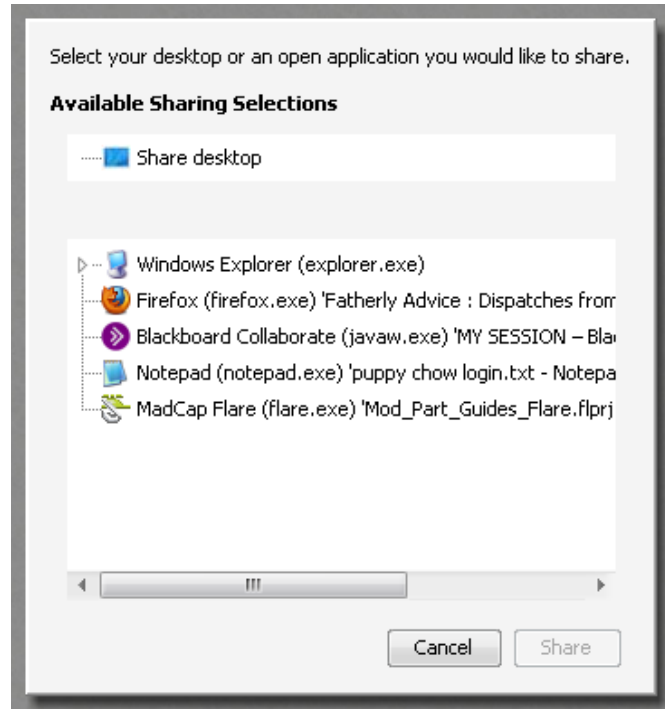 Select your desktop or an open application you would like to share.
Available Sharing Selections
Share desktop
Windows Explorer (explorer.exe)
Firefox (firefox.exe) 'Fatherly Advice : Dispatches from
Blackboard Collaborate (javaw.exe) 'MY SESSION – Bla
Notepad (notepad.exe) 'puppy chow login.txt - Notepa
MadCap Flare (flare.exe) 'Mod_Part_Guides_Flare.flprj
Cancel
Share